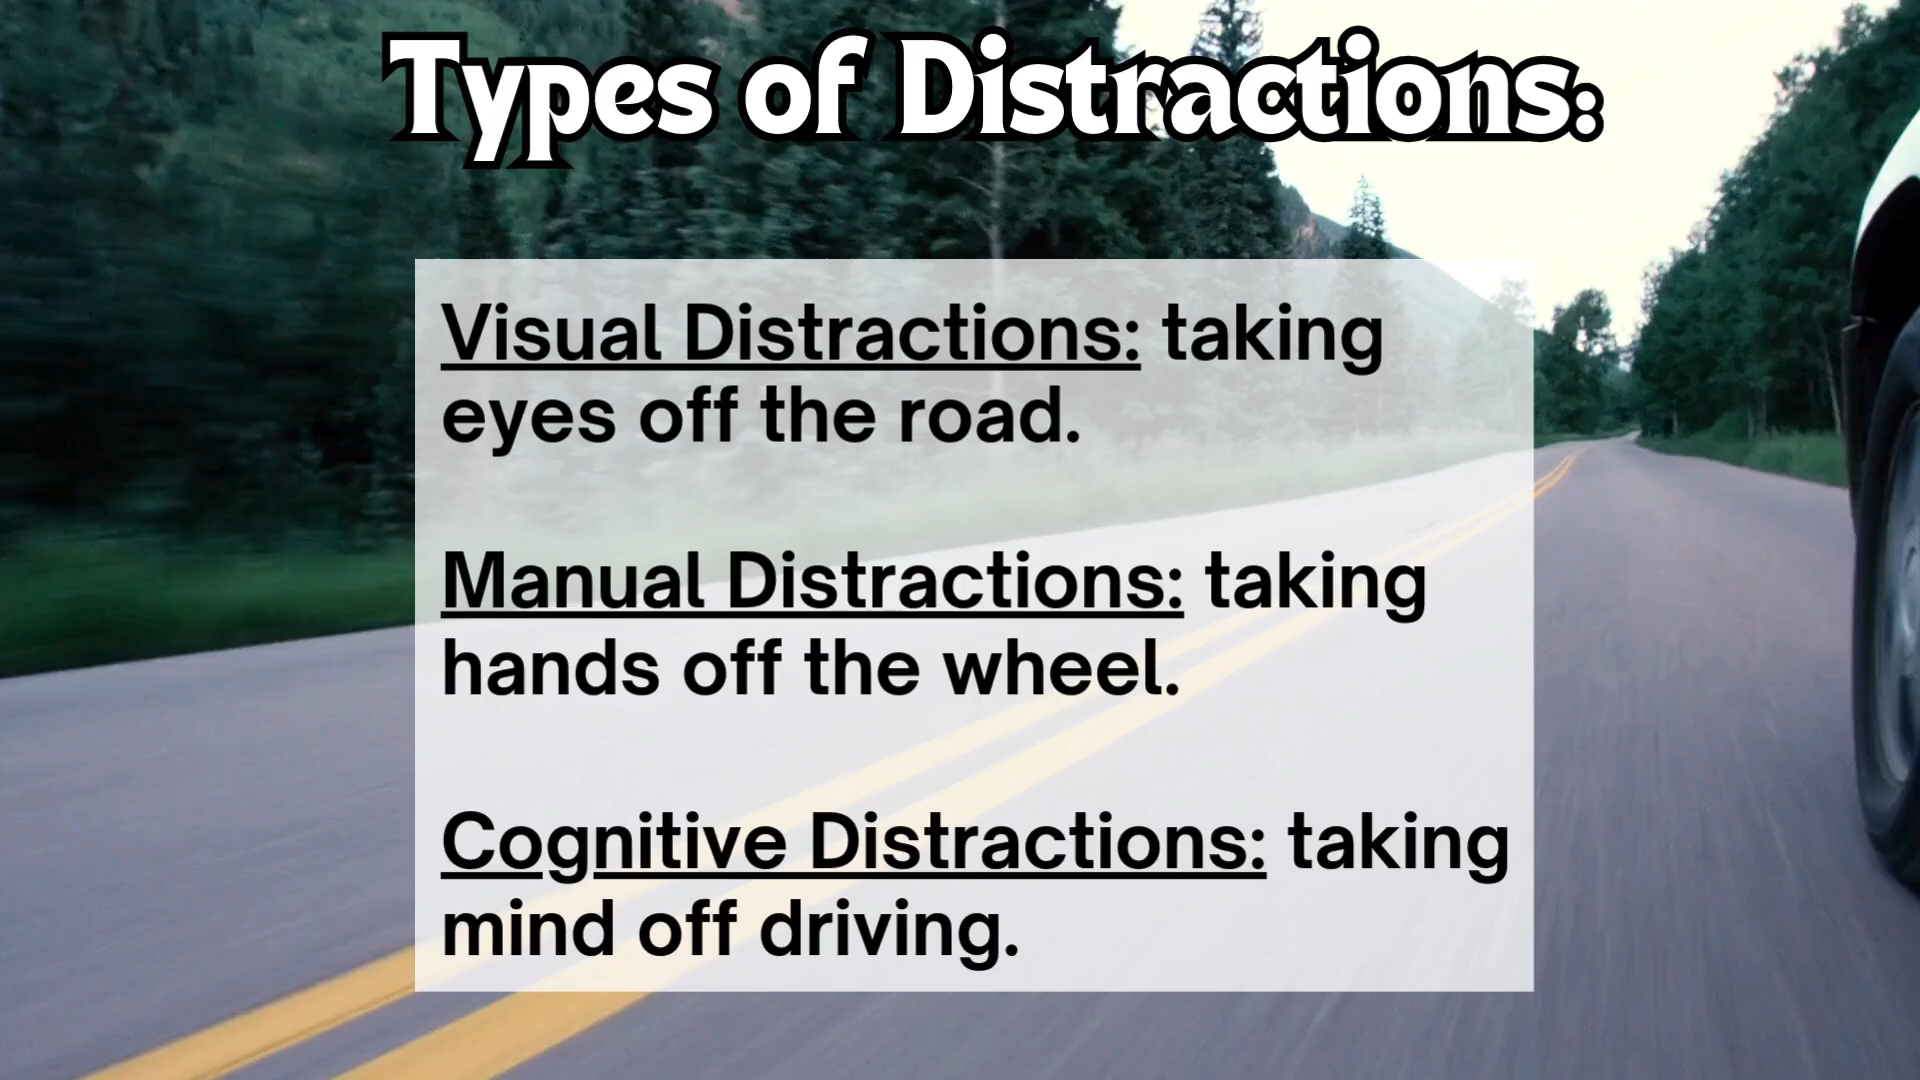 Types of Distractions:
Visual Distractions: taking
eyes off the road.
Manual Distractions: taking
hands off the wheel.
Cognitive Distractions: taking
mind off driving.